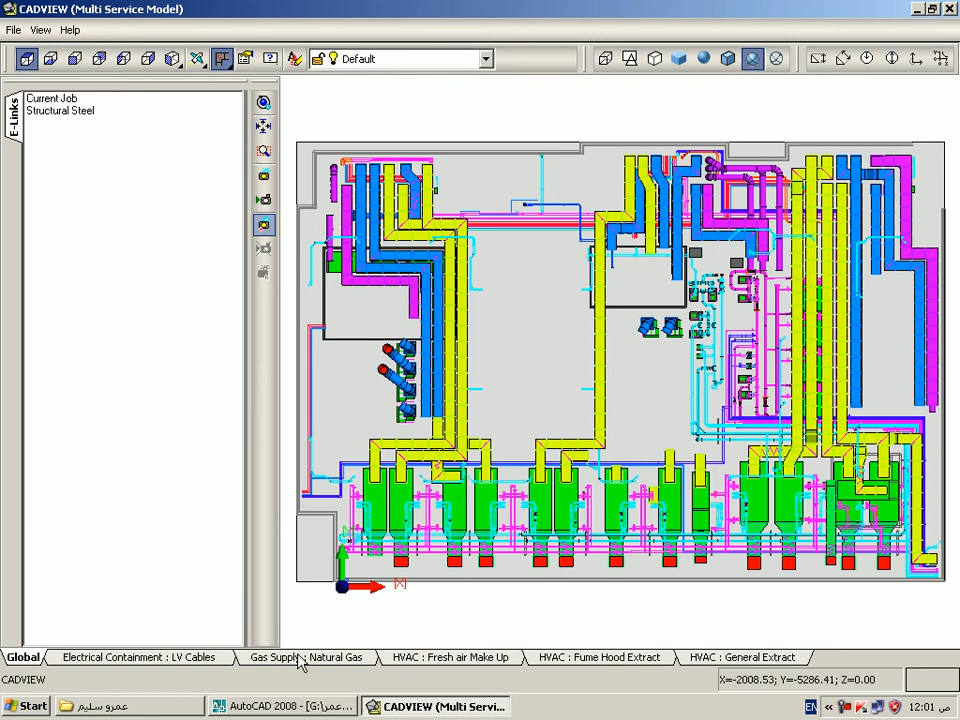 CADVIEW (Multi Service Model)
File View Help
Default
E-Links
Current Job
Structural Steel
[X]
Global
Electrical Containment : LV Cables
Gas Supply : Natural Gas
HVAC : Fresh air Make Up
HVAC : Fume Hood Extract
HVAC : General Extract
CADVIEW
X=-2008.53; Y=-5286.41; Z=0.00
Start
عمرو سليم
AutoCAD 2008 - [G:\عمر...
CADVIEW (Multi Servi...
EN
«
12:01 ص